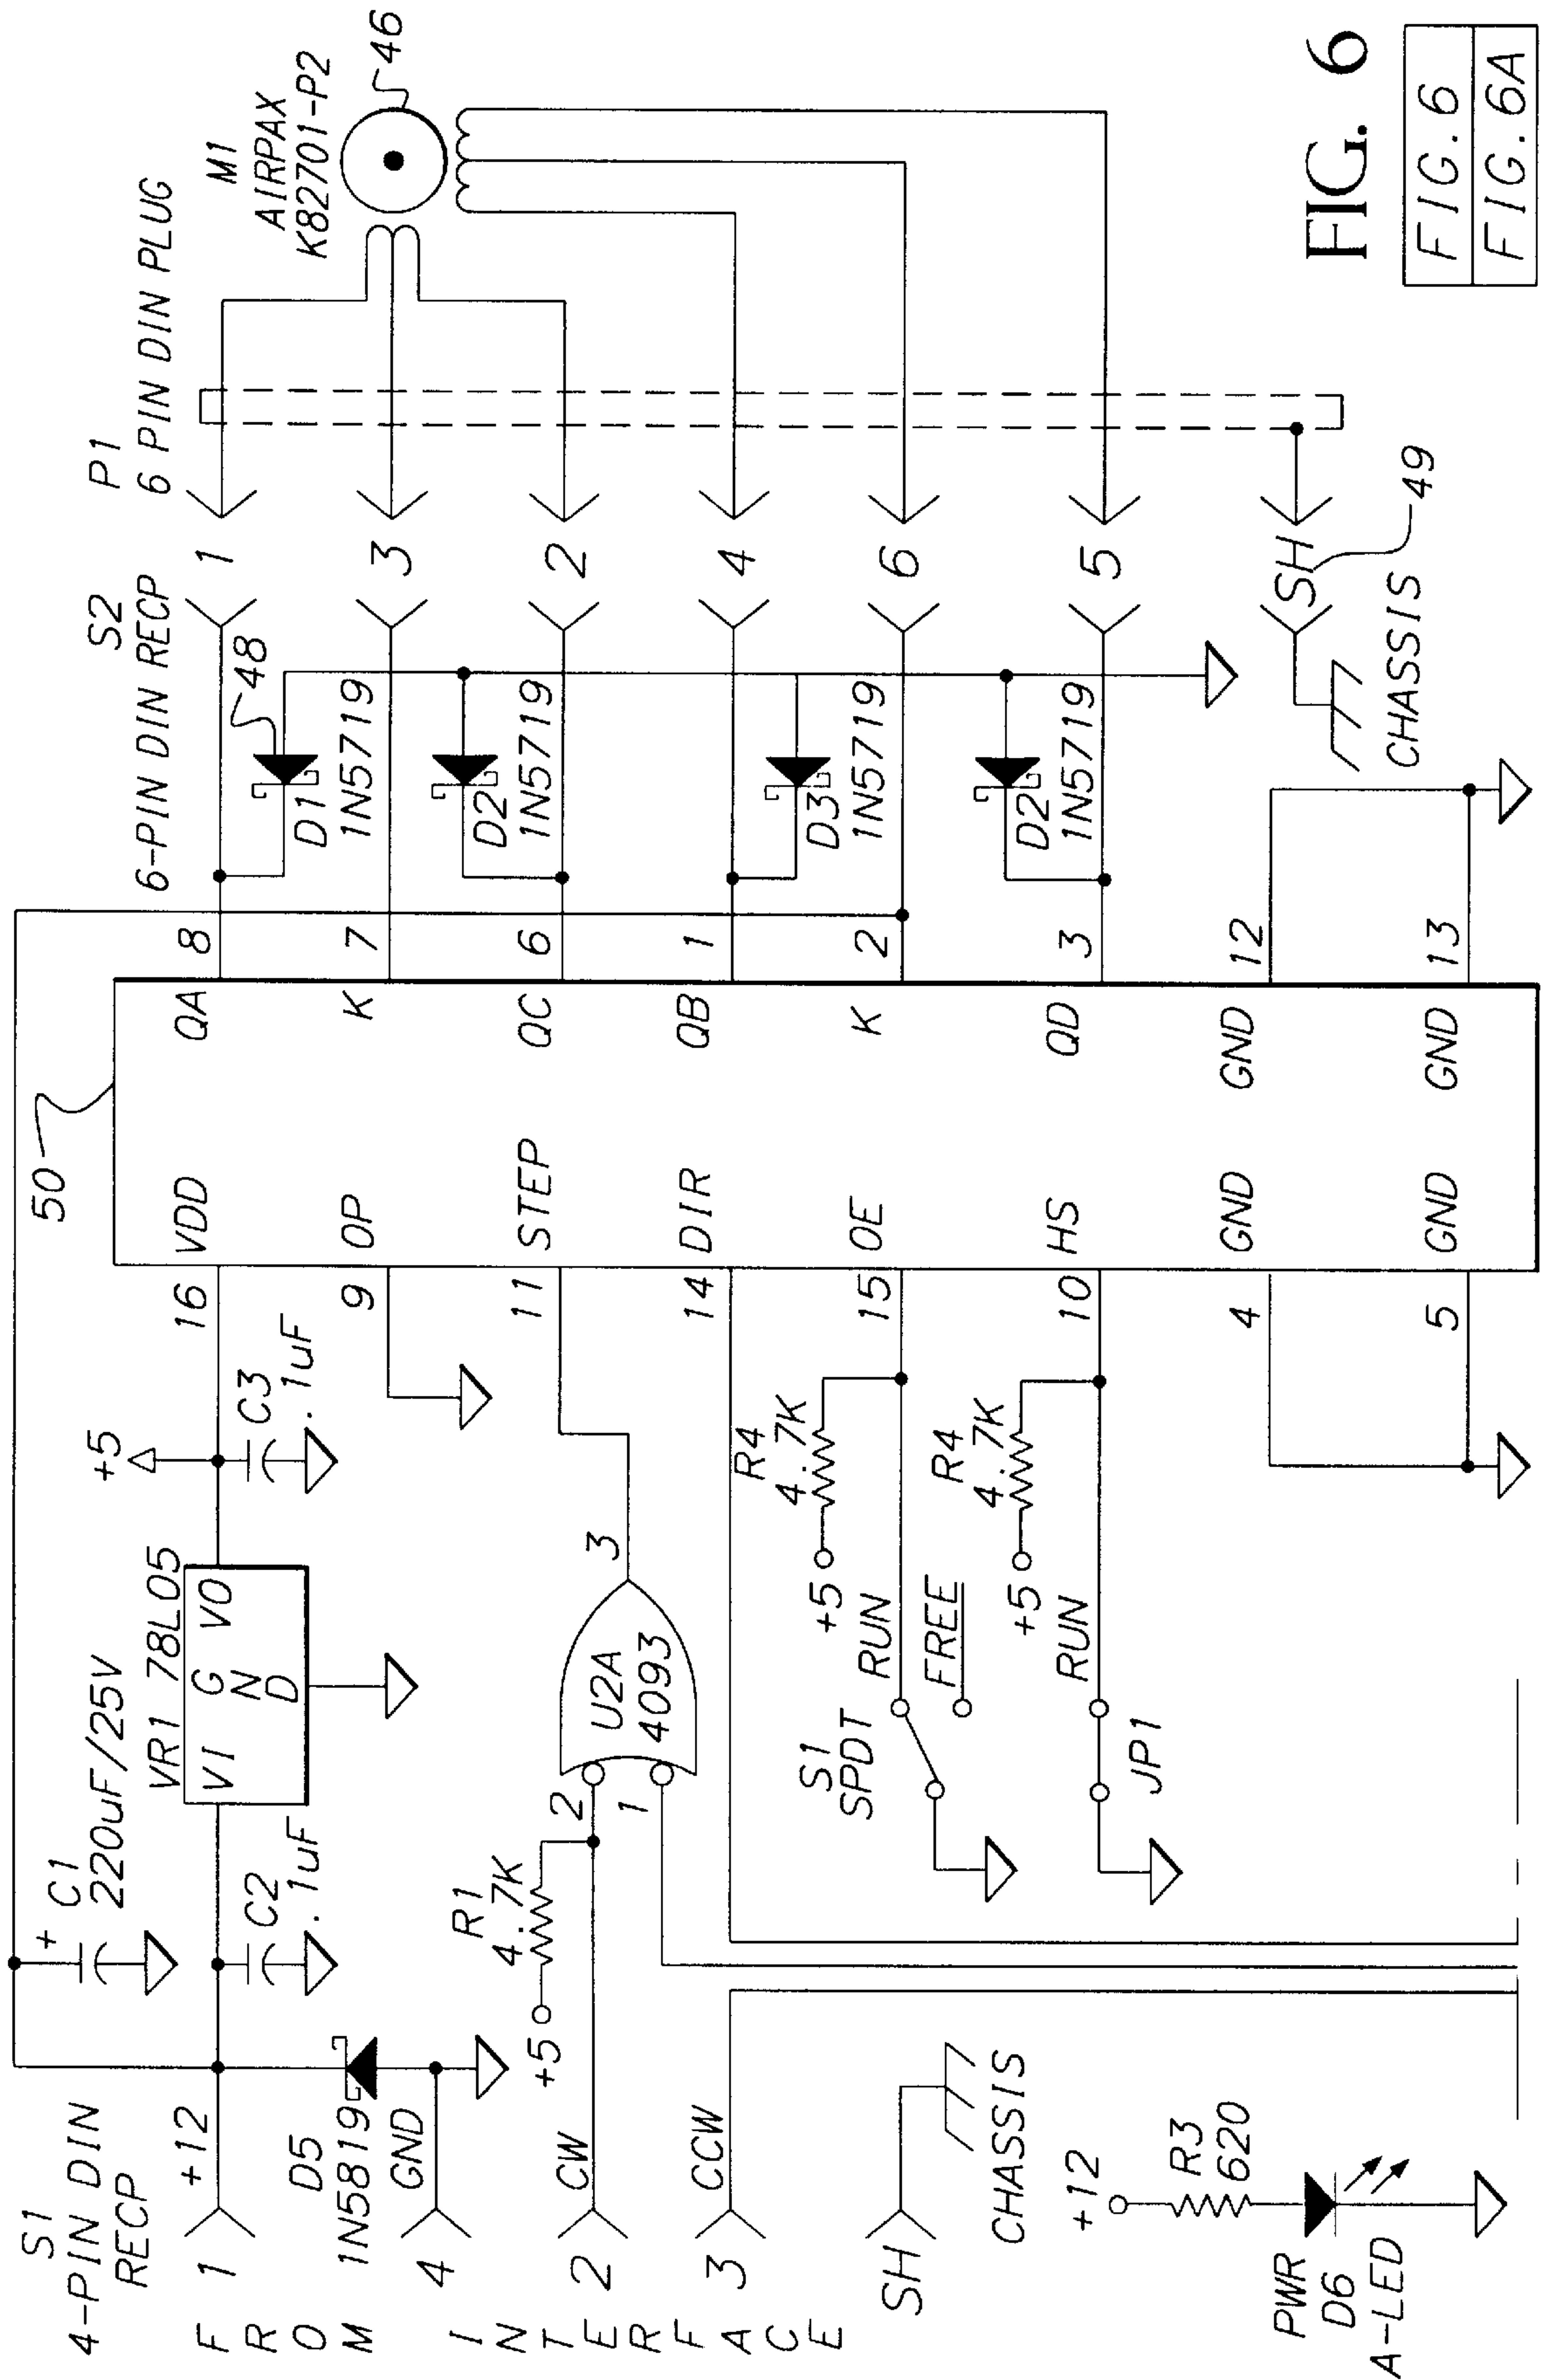 S1
4-PIN DIN
RECP
F R O M I N T E R F A C E
1
+12
4
GND
2
CW
3
CCW
SH
CHASSIS
D5
1N5819
+
C1
220uF/25V
C2
.1uF
VR1 78L05
VI
GND
VO
+5
C3
.1uF
R1
4.7K
+5
2
1
U2A
4093
3
+5
R4
4.7K
S1
SPDT
RUN
FREE
+5
R4
4.7K
RUN
JP1
+12
R3
620
PWR
D6
A-LED
50
16
VDD
9
OP
11
STEP
14
DIR
15
OE
10
HS
4
GND
5
GND
QA
8
K
7
QC
6
QB
1
K
2
QD
3
GND
12
GND
13
S2
6-PIN DIN RECP
48
D1
1N5719
D2
1N5719
D3
1N5719
D2
1N5719
1
3
2
4
6
5
SH
49
CHASSIS
P1
6 PIN DIN PLUG
M1
AIRPAX
K82701-P2
46
FIG. 6
FIG.6
FIG.6A